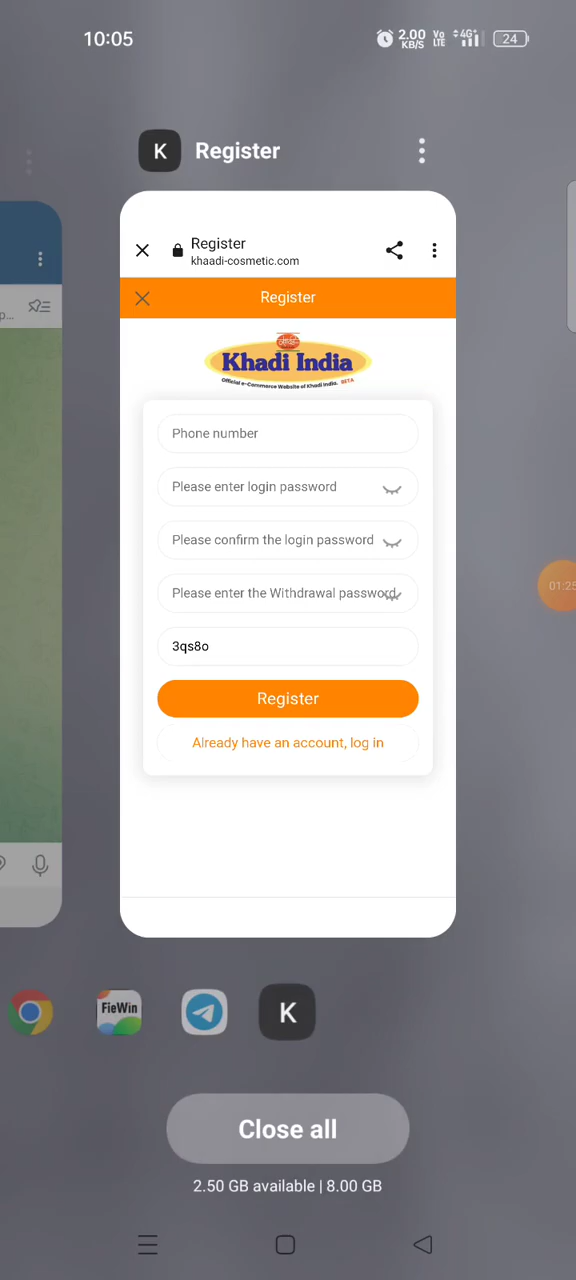 10:05
2.00
KB/S
Vo
LTE
4G+
24
K
Register
Register
khaadi-cosmetic.com
p...
Register
Khadi India
Official e-Commerce Website of Khadi India. BETA
Phone number
Please enter login password
Please confirm the login password
Please enter the Withdrawal password
01:25
3qs8o
Register
Already have an account, log in
FieWin
K
Close all
2.50 GB available | 8.00 GB